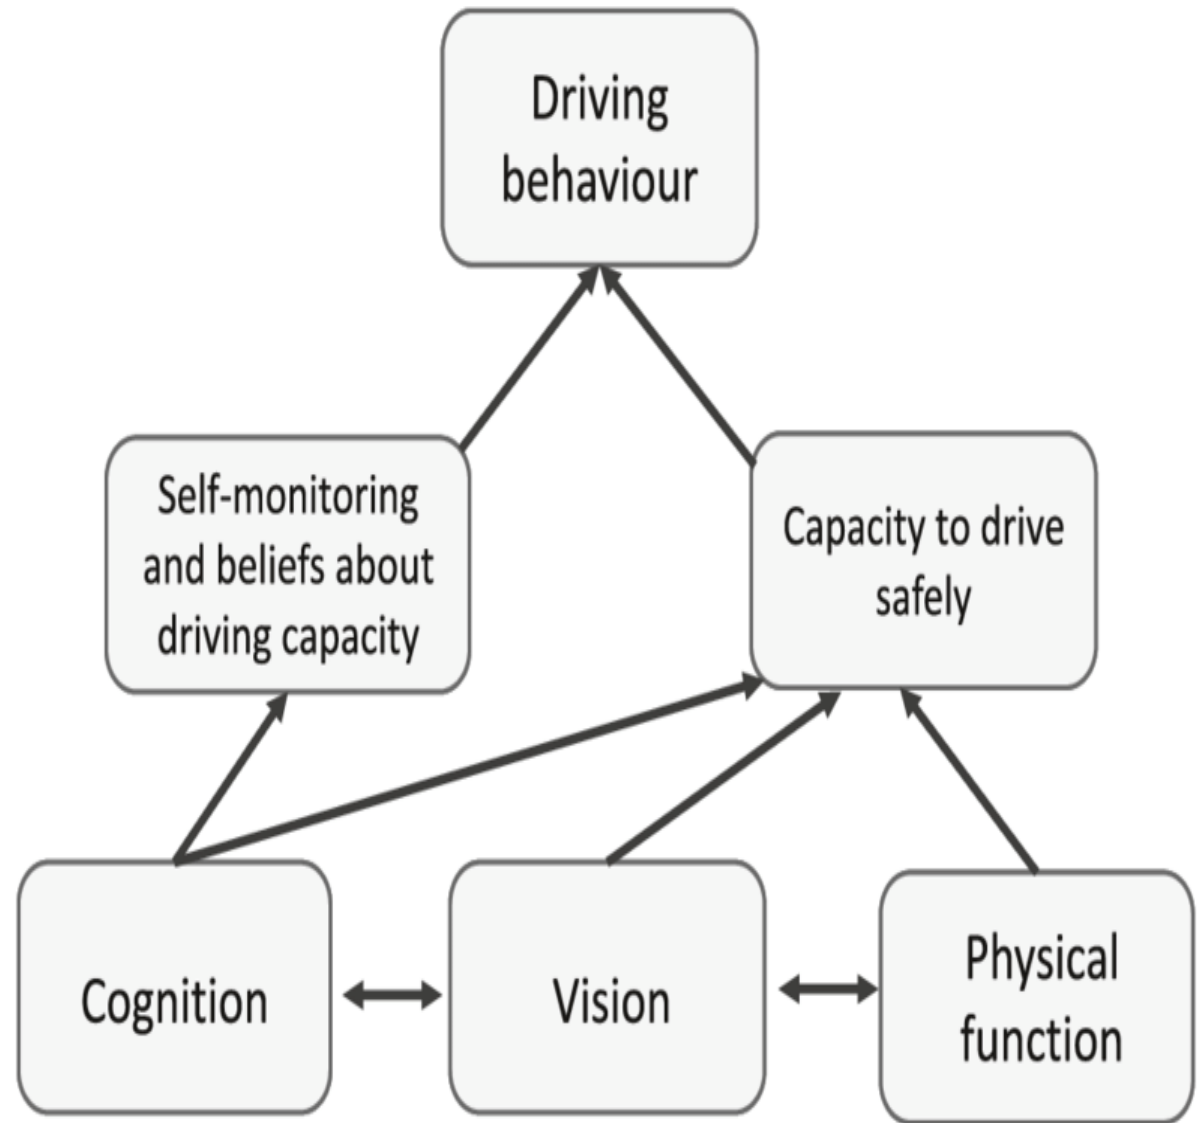 Driving
behaviour
Self-monitoring
and beliefs about
driving capacity
Capacity to drive
safely
Cognition
Vision
Physical
function